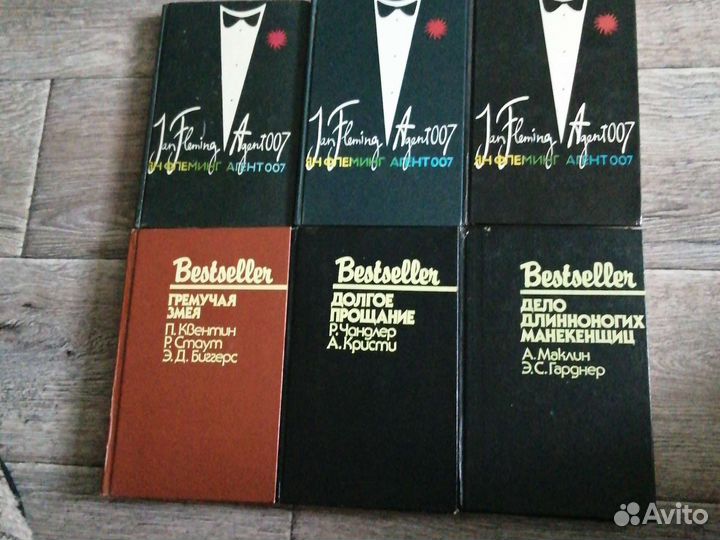 Jan Fleming Agent 007
ЯН ФЛЕМИНГ АГЕНТ 007
Jan Fleming Agent 007
ЯН ФЛЕМИНГ АГЕНТ 007
Jan Fleming Agent 007
ЯН ФЛЕМИНГ АГЕНТ 007
Bestseller
ГРЕМУЧАЯ
ЗМЕЯ
П. Квентин
Р. Стаут
Э.Д. Биггерс
Bestseller
ДОЛГОЕ
ПРОЩАНИЕ
Р. Чандлер
А. Кристи
Bestseller
ДЕЛО
ДЛИННОНОГИХ
МАНЕКЕНЩИЦ
А. Маклин
Э.С. Гарднер
Avito